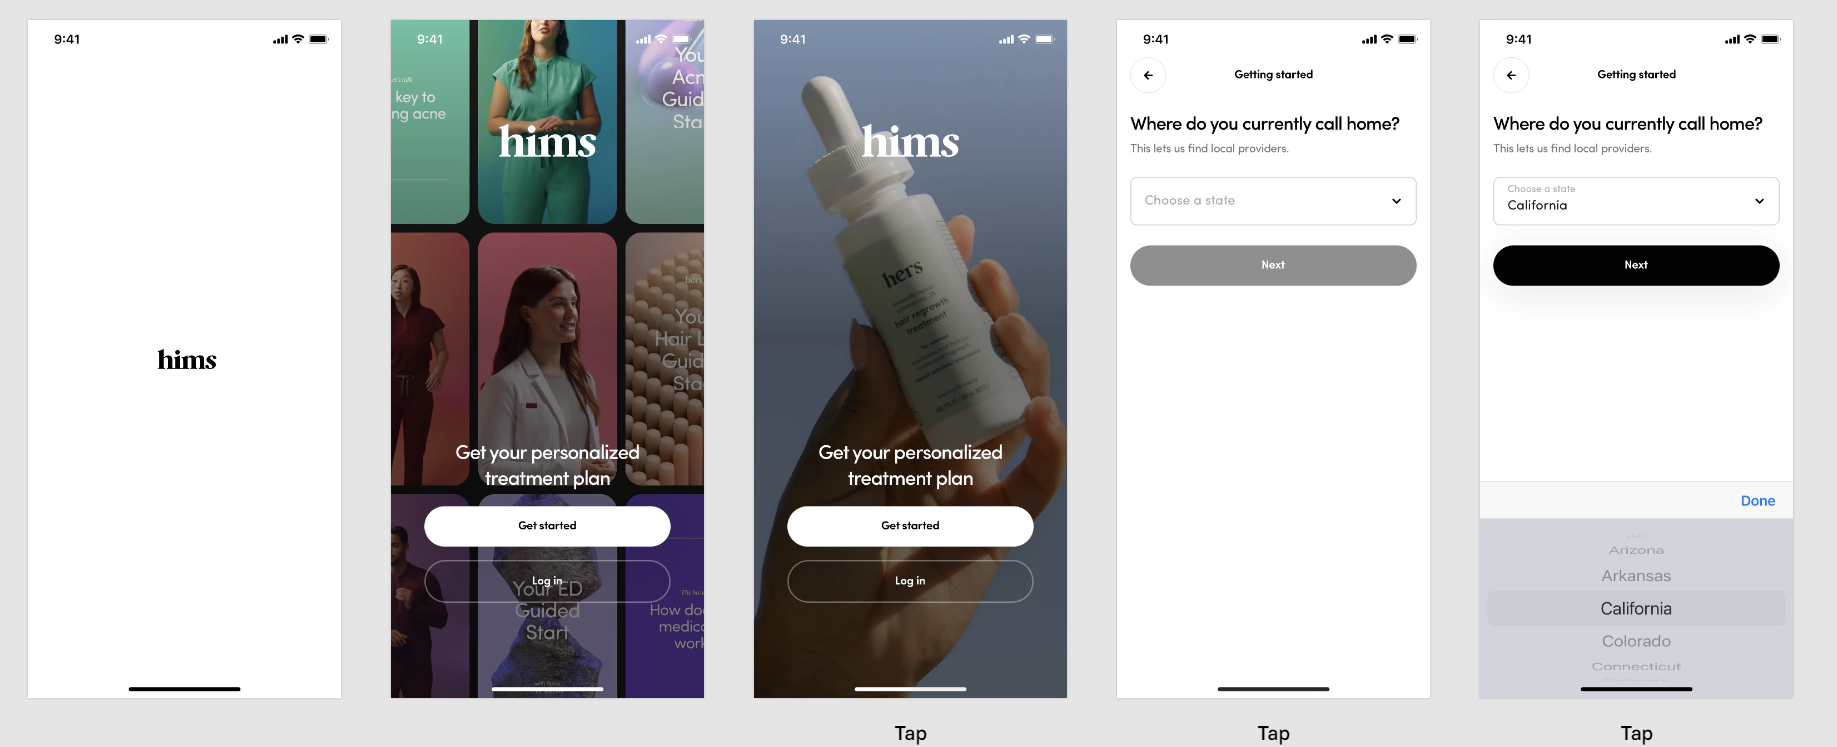 9:41
hims
9:41
Let's talk
key to
ng acne
You
Acn
Guid
Sta
hims
hers
You
Hair L
Guid
Sta
Get your personalized
treatment plan
Get started
Log in
Your ED
Guided
Start
How doe
medica
work
9:41
hims
hers
hair regrowth
treatment
Get your personalized
treatment plan
Get started
Log in
Tap
9:41
Getting started
Where do you currently call home?
This lets us find local providers.
Choose a state
Next
Tap
9:41
Getting started
Where do you currently call home?
This lets us find local providers.
Choose a state
California
Next
Done
Arizona
Arkansas
California
Colorado
Connecticut
Tap